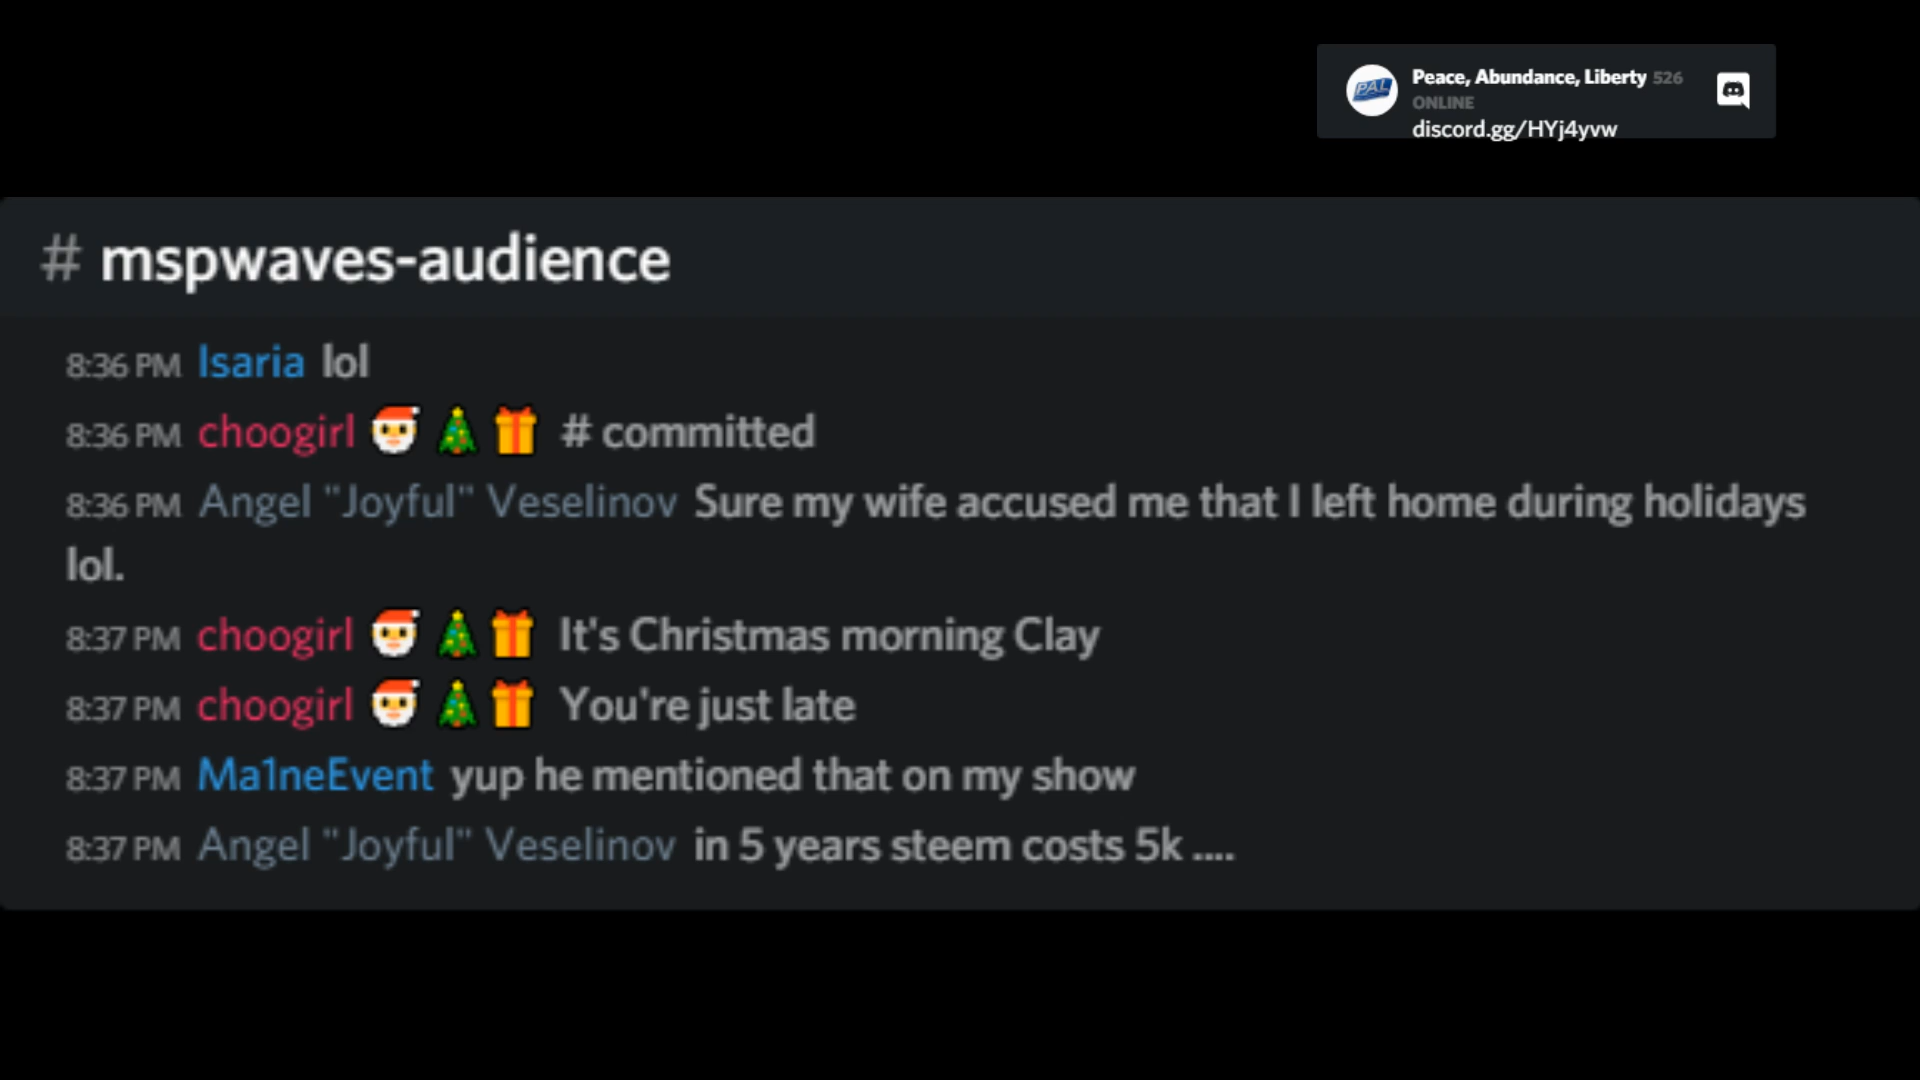 PAL Peace, Abundance, Liberty 526
ONLINE
discord.gg/HYj4yvw
# mspwaves-audience
8:36 PM Isaria lol
8:36 PM choogirl 🎅 🎄 🎁 # committed
8:36 PM Angel "Joyful" Veselinov Sure my wife accused me that I left home during holidays
lol.
8:37 PM choogirl 🎅 🎄 🎁 It's Christmas morning Clay
8:37 PM choogirl 🎅 🎄 🎁 You're just late
8:37 PM Ma1neEvent yup he mentioned that on my show
8:37 PM Angel "Joyful" Veselinov in 5 years steem costs 5k ....